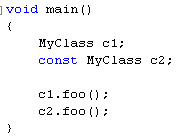 void main()
{
    MyClass c1;
    const MyClass c2;

    c1.foo();
    c2.foo();
}